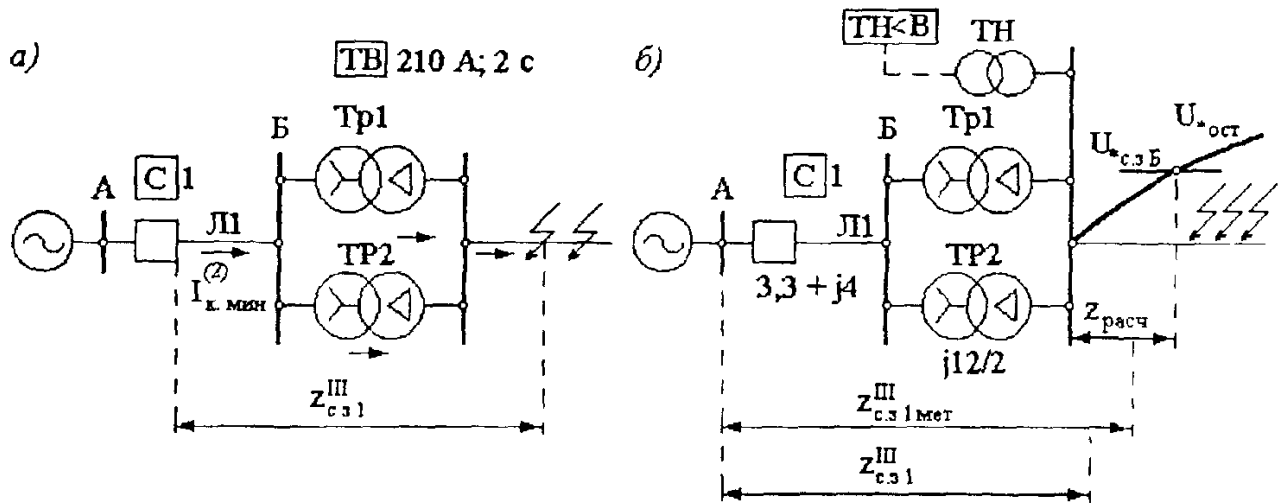 а)
ТВ 210 А; 2 с
Тр1
Б
С 1
А
Л1
ТР2
I(2)к. мин
zIIIс з 1
б)
ТН<В
ТН
U*ост
Б
Тр1
U*с.з Б
С 1
А
Л1
ТР2
3,3 + j4
zрасч
j12/2
zIIIс.з 1 мет
zIIIс.з 1